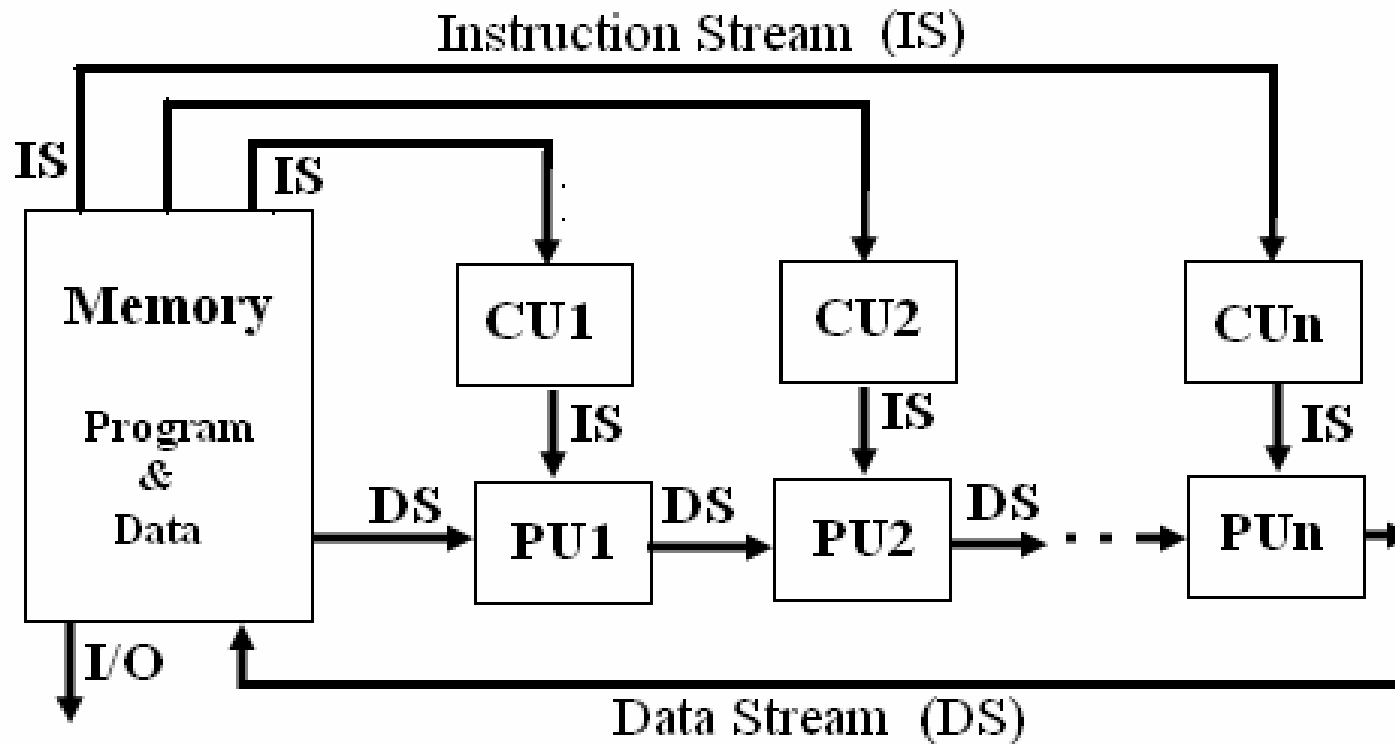 Instruction Stream (IS)
IS
IS
Memory
Program
&
Data
CU1
CU2
CUn
IS
IS
IS
DS
PU1
DS
PU2
DS
PUn
I/O
Data Stream (DS)